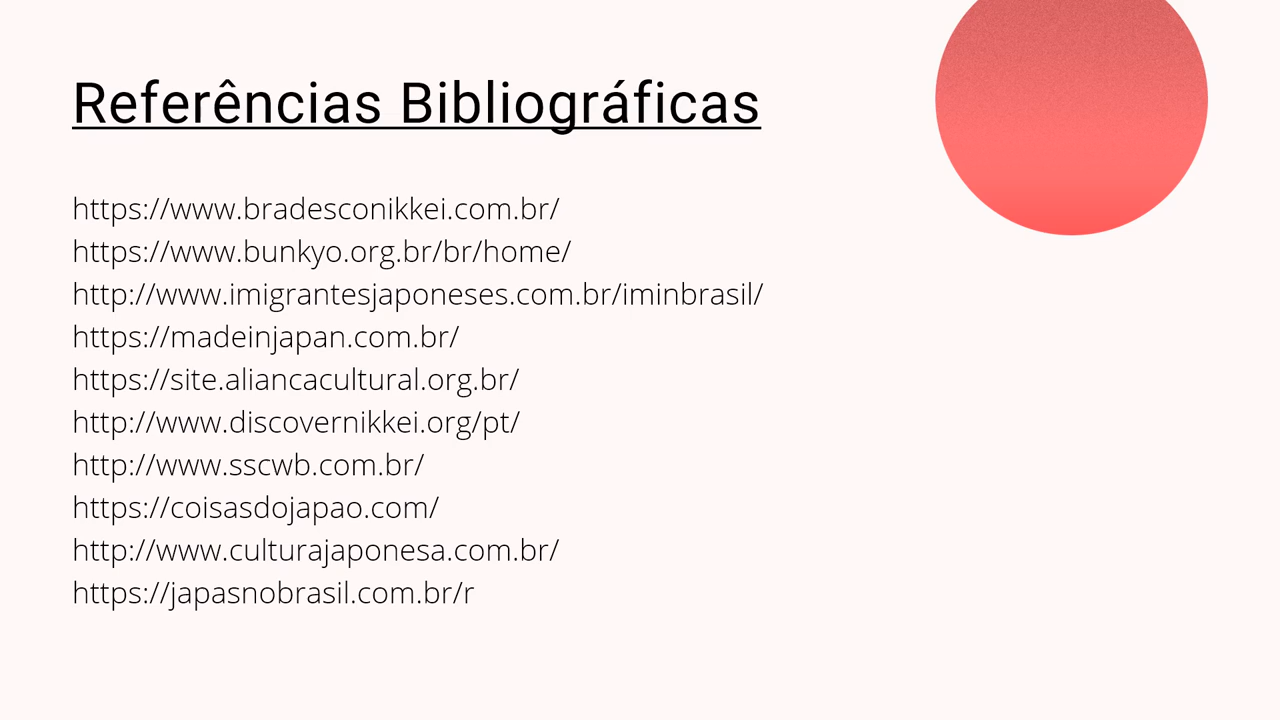 Referências Bibliográficas
https://www.bradesconikkei.com.br/
https://www.bunkyo.org.br/br/home/
http://www.imigrantesjaponeses.com.br/iminbrasil/
https://madeinjapan.com.br/
https://site.aliancacultural.org.br/
http://www.discovernikkei.org/pt/
http://www.sscwb.com.br/
https://coisasdojapao.com/
http://www.culturajaponesa.com.br/
https://japasnobrasil.com.br/r